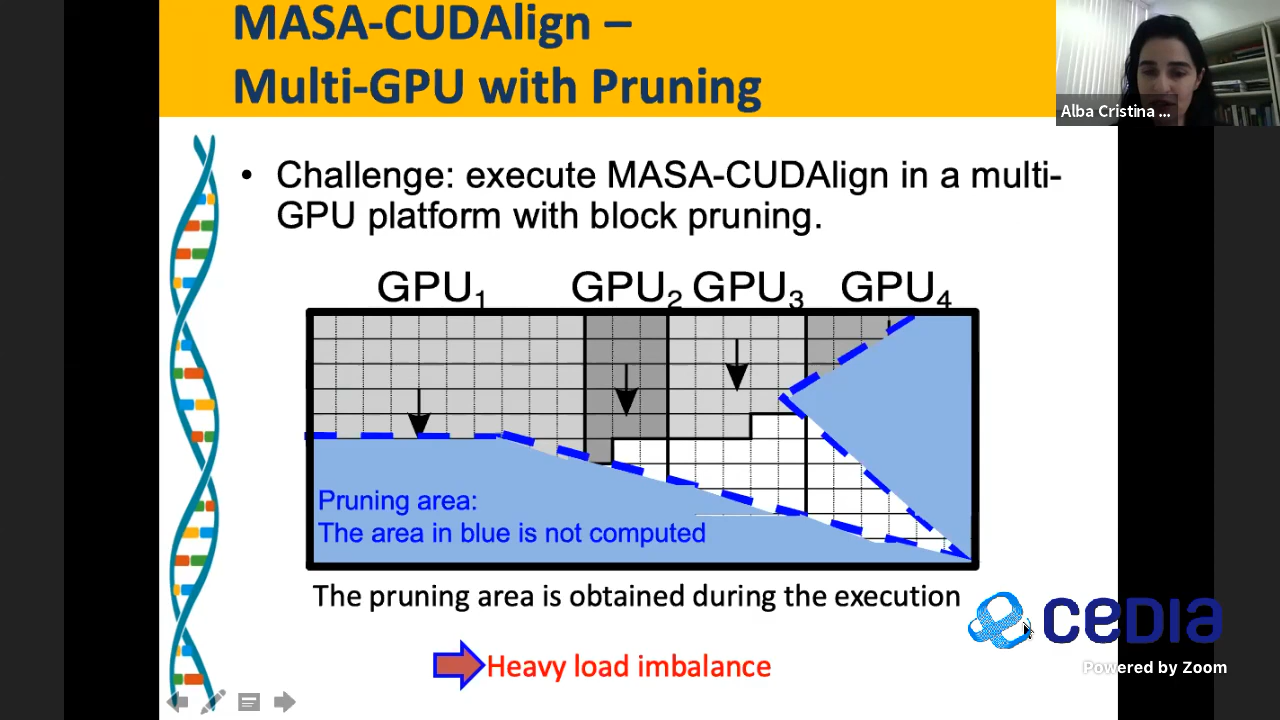 MASA-CUDAlign –
Multi-GPU with Pruning
Alba Cristina ...
• Challenge: execute MASA-CUDAlign in a multi-
GPU platform with block pruning.
GPU1 GPU2 GPU3 GPU4
Pruning area:
The area in blue is not computed
The pruning area is obtained during the execution
Heavy load imbalance
CEDIA
Powered by Zoom